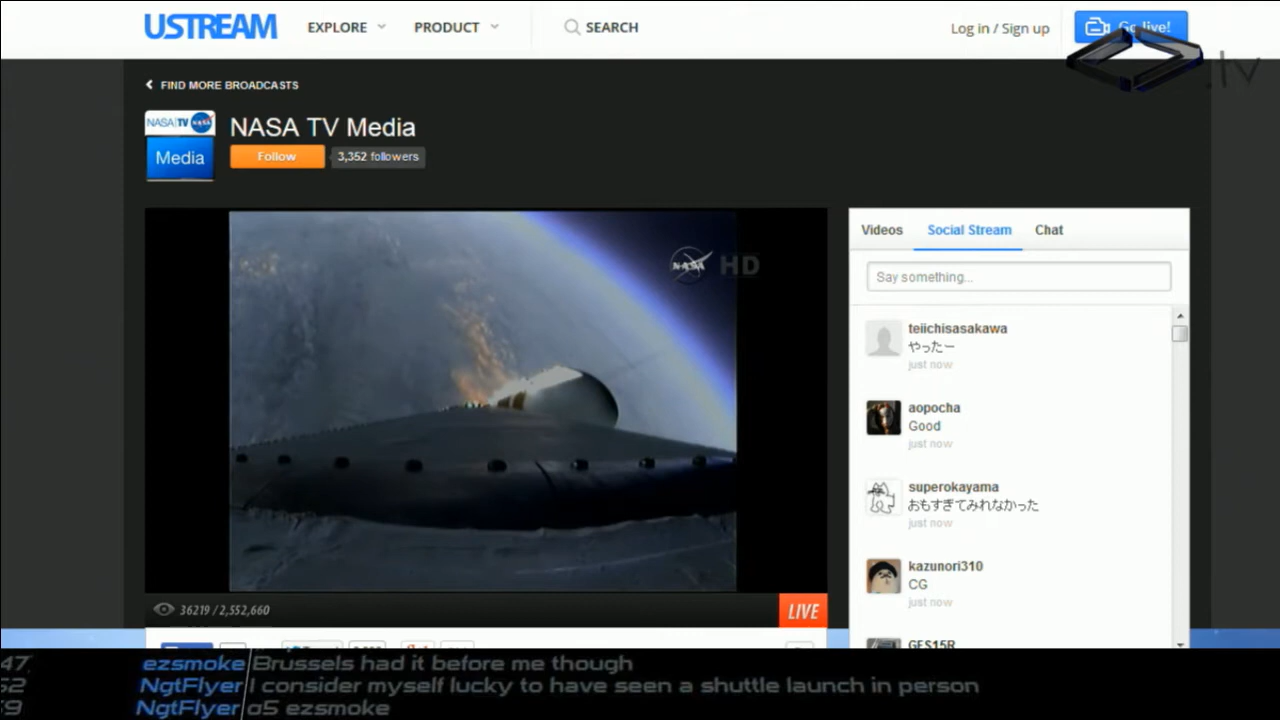 USTREAM
EXPLORE PRODUCT SEARCH Log in / Sign up Go live!
.tv
FIND MORE BROADCASTS
NASA TV NASA
Media
NASA TV Media
Follow 3,352 followers
NASA HD
Videos Social Stream Chat
Say something...
teiichisasakawa
やったー
just now
aopocha
Good
just now
superokayama
おもすぎてみれなかった
just now
kazunori310
CG
just now
36219 / 2,552,660 LIVE
GES15R
47 ezsmoke Brussels had it before me though
52 NgtFlyer I consider myself lucky to have seen a shuttle launch in person
59 NgtFlyer a5 ezsmoke